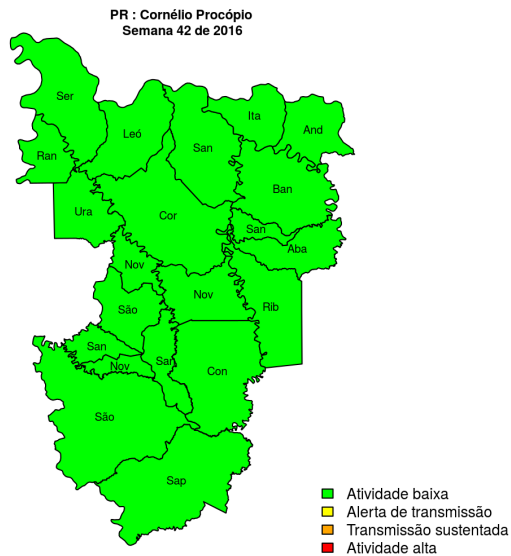 PR : Cornélio Procópio
Semana 42 de 2016
Ser
Leó
Ita
And
Ran
San
Ban
Ura
Cor
San
Aba
Nov
Nov
São
Rib
San
San
Nov
Con
São
Sap
Atividade baixa
Alerta de transmissão
Transmissão sustentada
Atividade alta